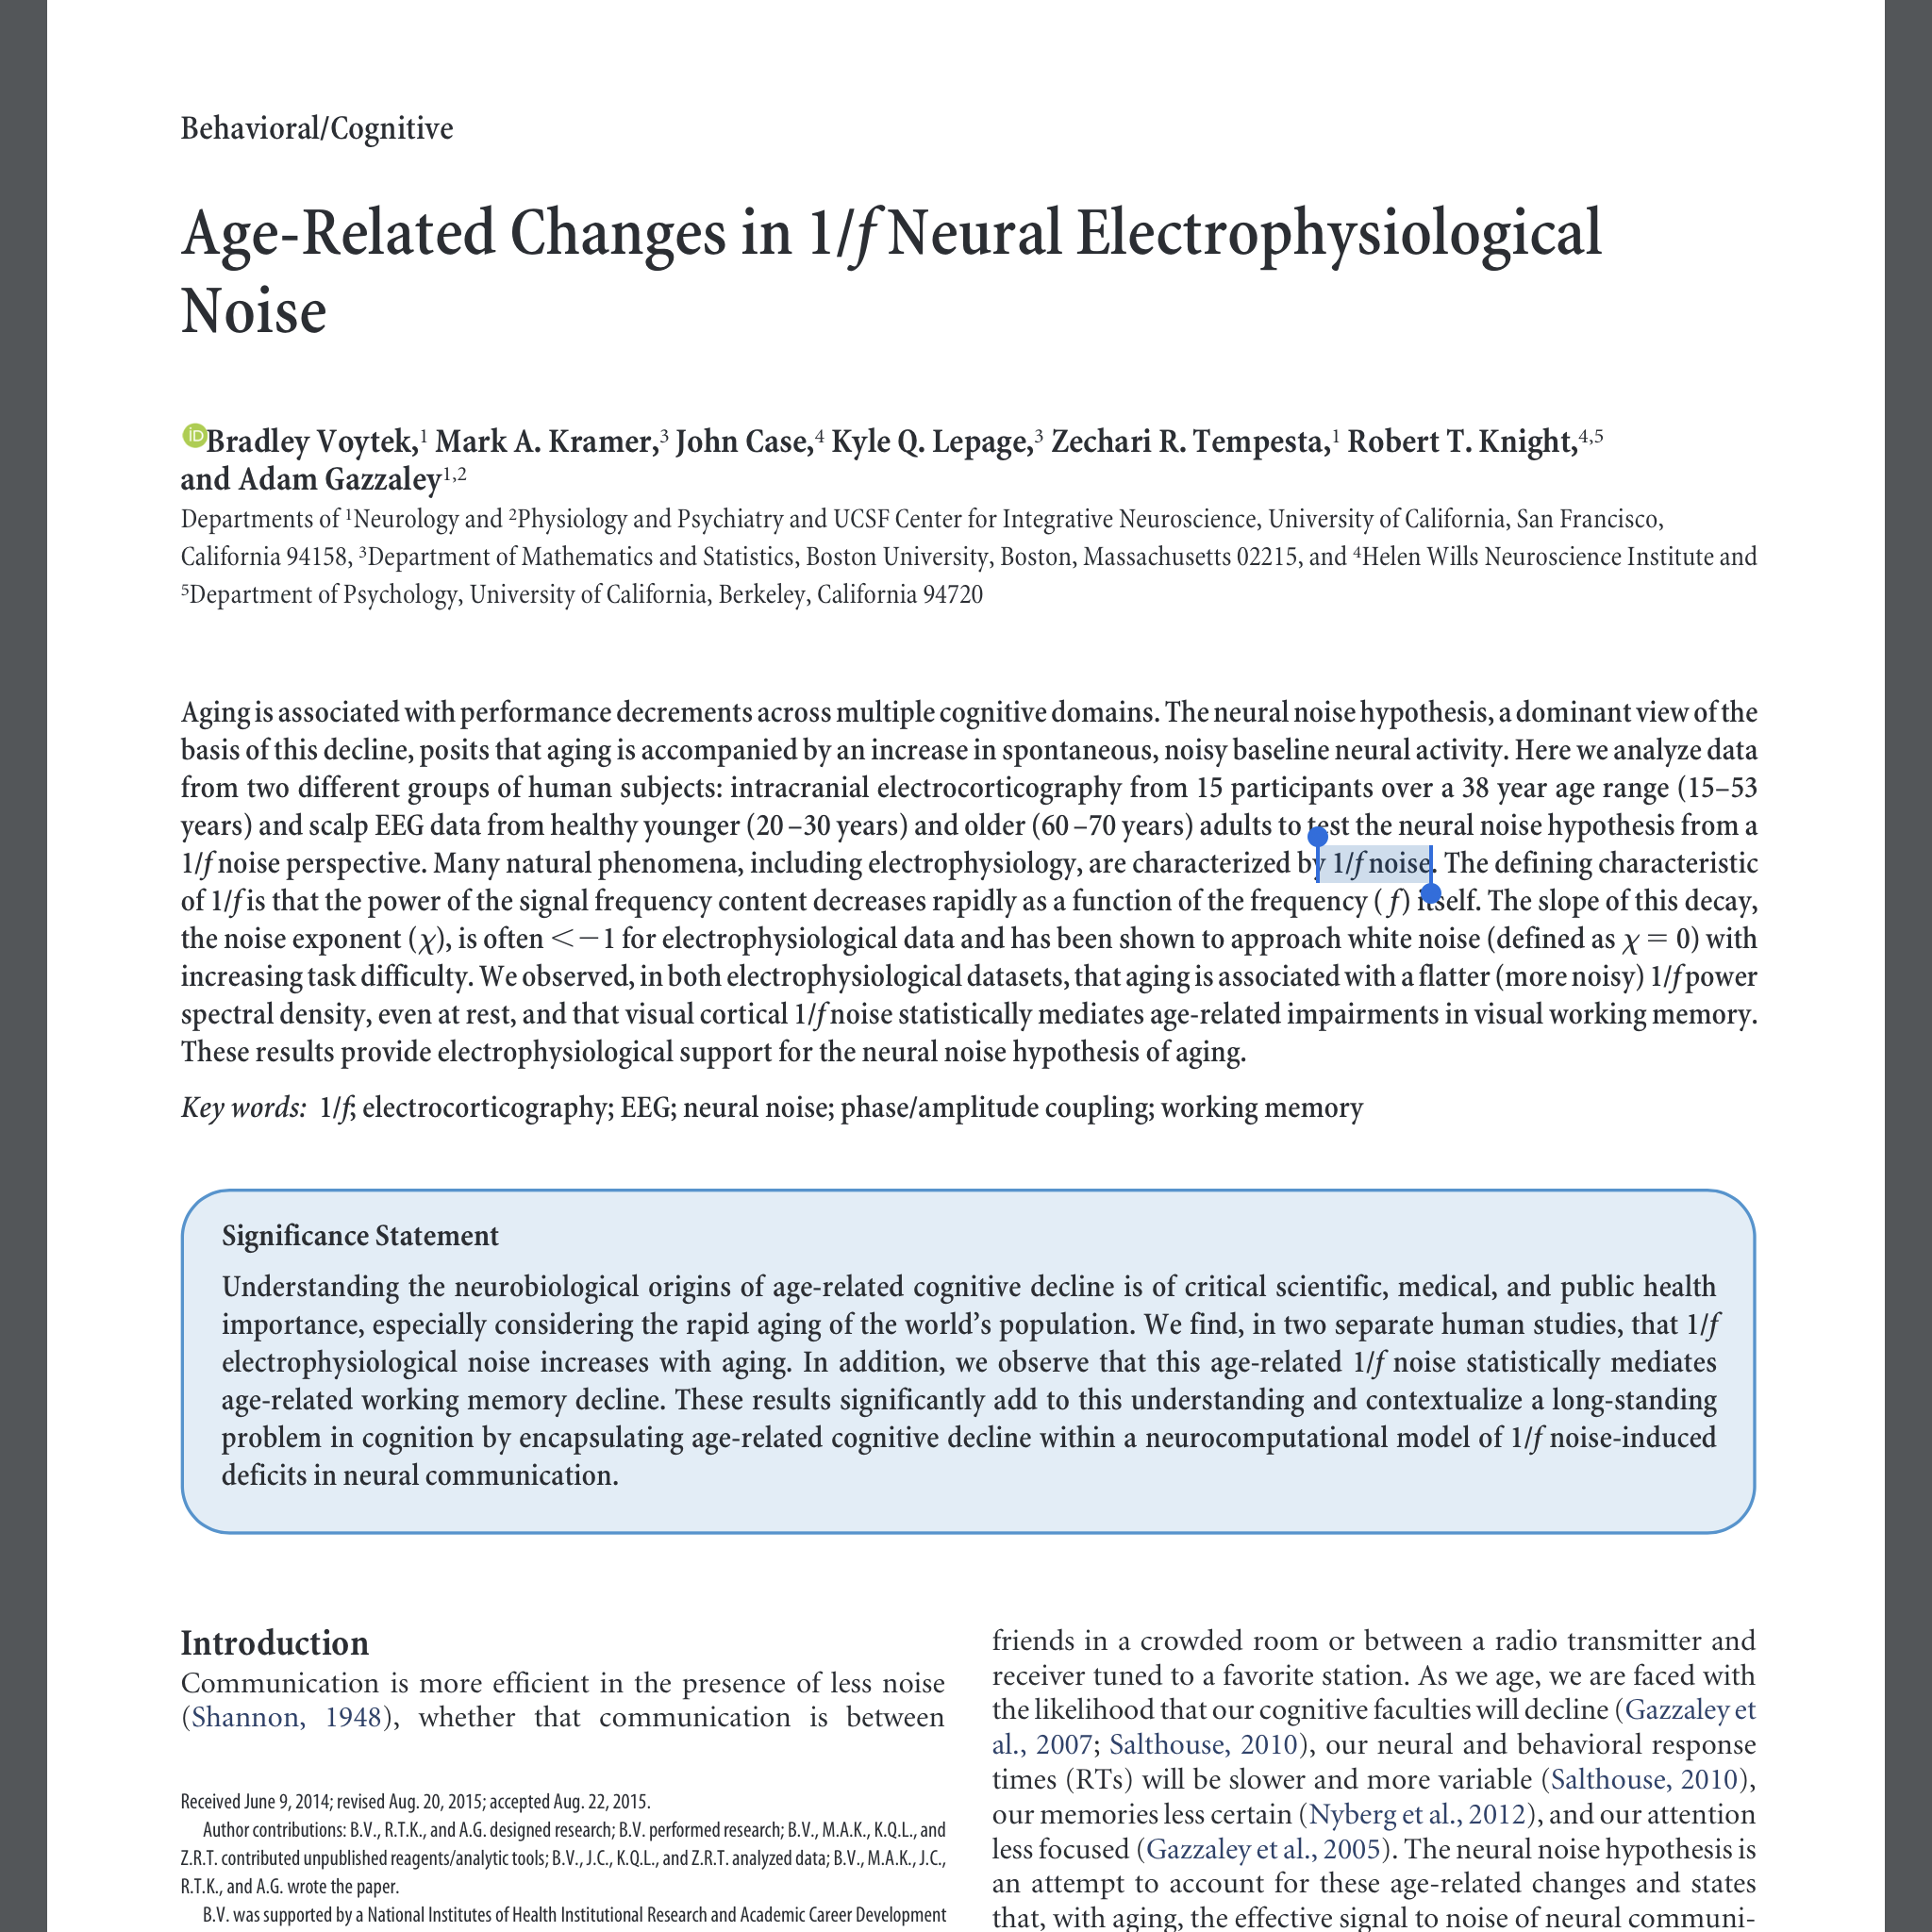 Behavioral/Cognitive
Age-Related Changes in 1/f Neural Electrophysiological
Noise
iD Bradley Voytek,1 Mark A. Kramer,3 John Case,4 Kyle Q. Lepage,3 Zechari R. Tempesta,1 Robert T. Knight,4,5
and Adam Gazzaley1,2
Departments of 1Neurology and 2Physiology and Psychiatry and UCSF Center for Integrative Neuroscience, University of California, San Francisco,
California 94158, 3Department of Mathematics and Statistics, Boston University, Boston, Massachusetts 02215, and 4Helen Wills Neuroscience Institute and
5Department of Psychology, University of California, Berkeley, California 94720
Aging is associated with performance decrements across multiple cognitive domains. The neural noise hypothesis, a dominant view of the
basis of this decline, posits that aging is accompanied by an increase in spontaneous, noisy baseline neural activity. Here we analyze data
from two different groups of human subjects: intracranial electrocorticography from 15 participants over a 38 year age range (15–53
years) and scalp EEG data from healthy younger (20–30 years) and older (60–70 years) adults to test the neural noise hypothesis from a
1/f noise perspective. Many natural phenomena, including electrophysiology, are characterized by 1/f noise. The defining characteristic
of 1/f is that the power of the signal frequency content decreases rapidly as a function of the frequency (f) itself. The slope of this decay,
the noise exponent (χ), is often <−1 for electrophysiological data and has been shown to approach white noise (defined as χ = 0) with
increasing task difficulty. We observed, in both electrophysiological datasets, that aging is associated with a flatter (more noisy) 1/f power
spectral density, even at rest, and that visual cortical 1/f noise statistically mediates age-related impairments in visual working memory.
These results provide electrophysiological support for the neural noise hypothesis of aging.
Key words: 1/f; electrocorticography; EEG; neural noise; phase/amplitude coupling; working memory
Significance Statement
Understanding the neurobiological origins of age-related cognitive decline is of critical scientific, medical, and public health
importance, especially considering the rapid aging of the world's population. We find, in two separate human studies, that 1/f
electrophysiological noise increases with aging. In addition, we observe that this age-related 1/f noise statistically mediates
age-related working memory decline. These results significantly add to this understanding and contextualize a long-standing
problem in cognition by encapsulating age-related cognitive decline within a neurocomputational model of 1/f noise-induced
deficits in neural communication.
Introduction
Communication is more efficient in the presence of less noise
(Shannon, 1948), whether that communication is between
Received June 9, 2014; revised Aug. 20, 2015; accepted Aug. 22, 2015.
Author contributions: B.V., R.T.K., and A.G. designed research; B.V. performed research; B.V., M.A.K., K.Q.L., and
Z.R.T. contributed unpublished reagents/analytic tools; B.V., J.C., K.Q.L., and Z.R.T. analyzed data; B.V., M.A.K., J.C.,
R.T.K., and A.G. wrote the paper.
B.V. was supported by a National Institutes of Health Institutional Research and Academic Career Development
friends in a crowded room or between a radio transmitter and
receiver tuned to a favorite station. As we age, we are faced with
the likelihood that our cognitive faculties will decline (Gazzaley et
al., 2007; Salthouse, 2010), our neural and behavioral response
times (RTs) will be slower and more variable (Salthouse, 2010),
our memories less certain (Nyberg et al., 2012), and our attention
less focused (Gazzaley et al., 2005). The neural noise hypothesis is
an attempt to account for these age-related changes and states
that, with aging, the effective signal to noise of neural communi-